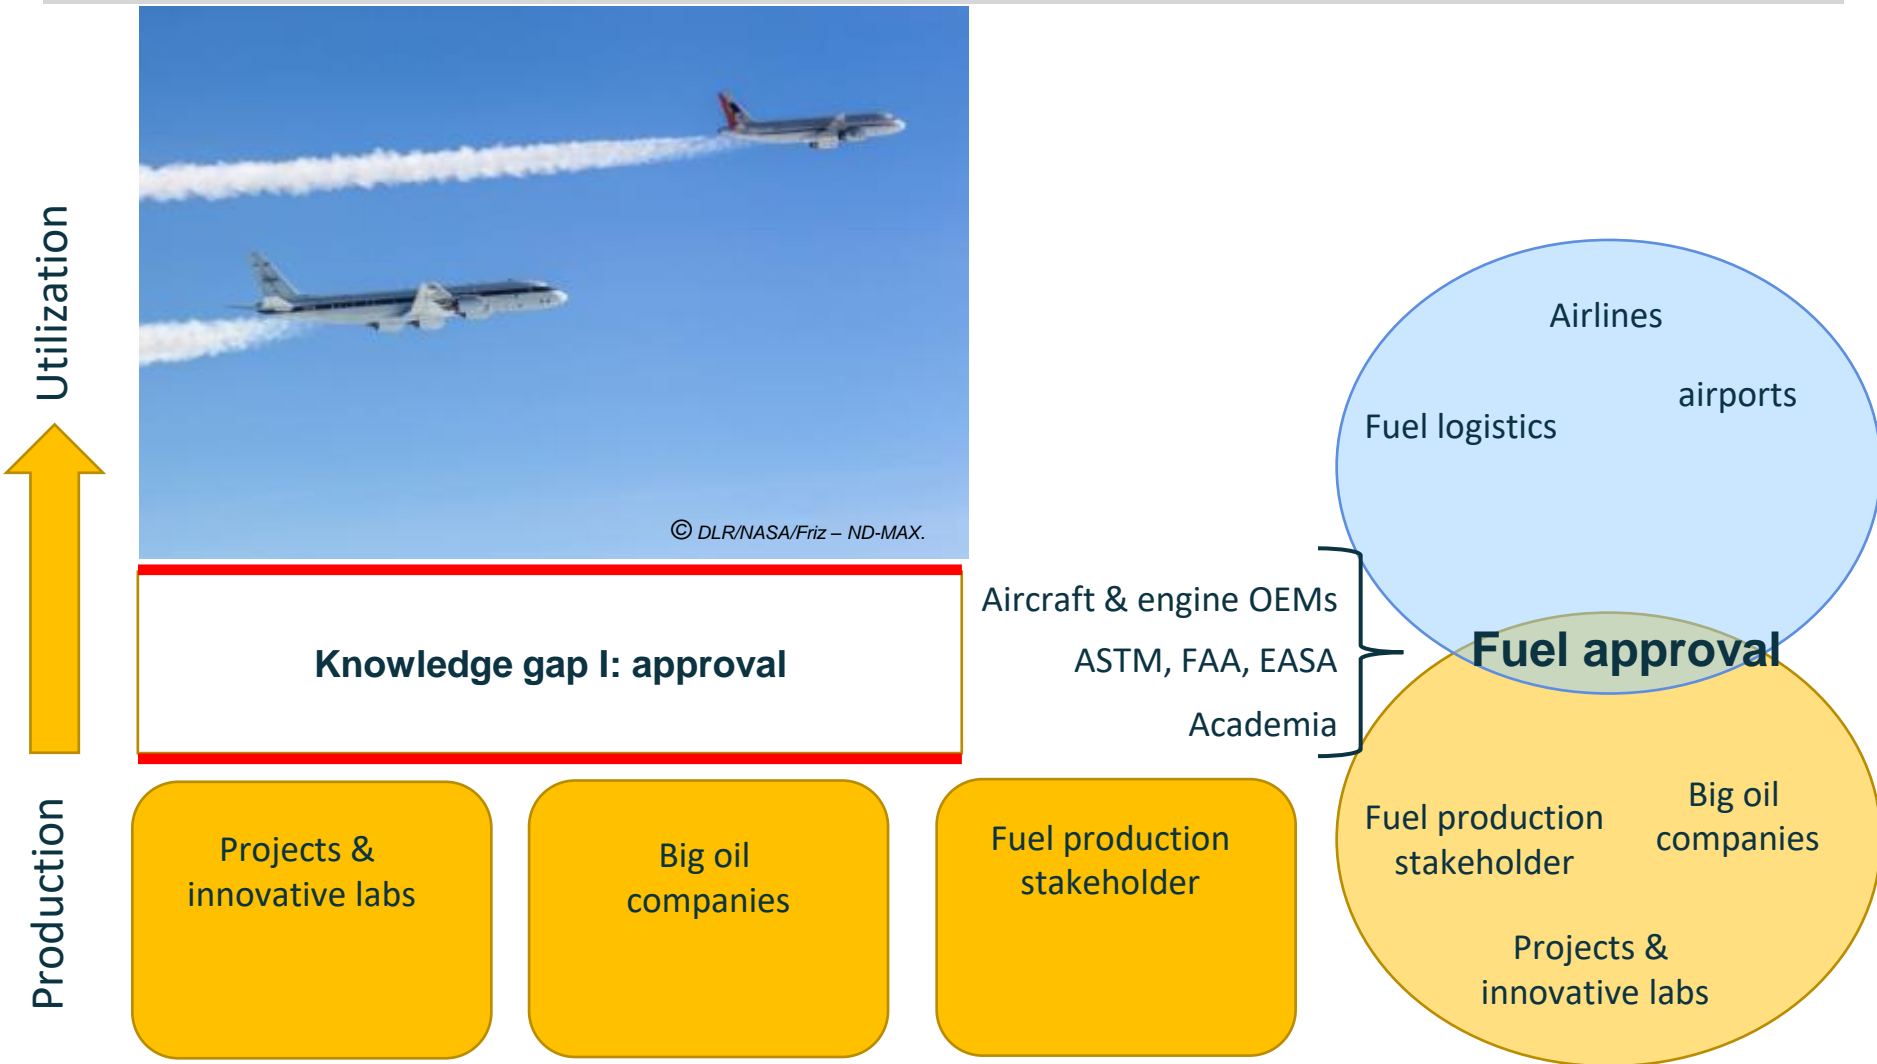 Utilization
Production
© DLR/NASA/Friz – ND-MAX.
Knowledge gap I: approval
Projects &
innovative labs
Big oil
companies
Fuel production
stakeholder
Aircraft & engine OEMs
ASTM, FAA, EASA
Academia
Airlines
airports
Fuel logistics
Fuel approval
Fuel production
stakeholder
Big oil
companies
Projects &
innovative labs